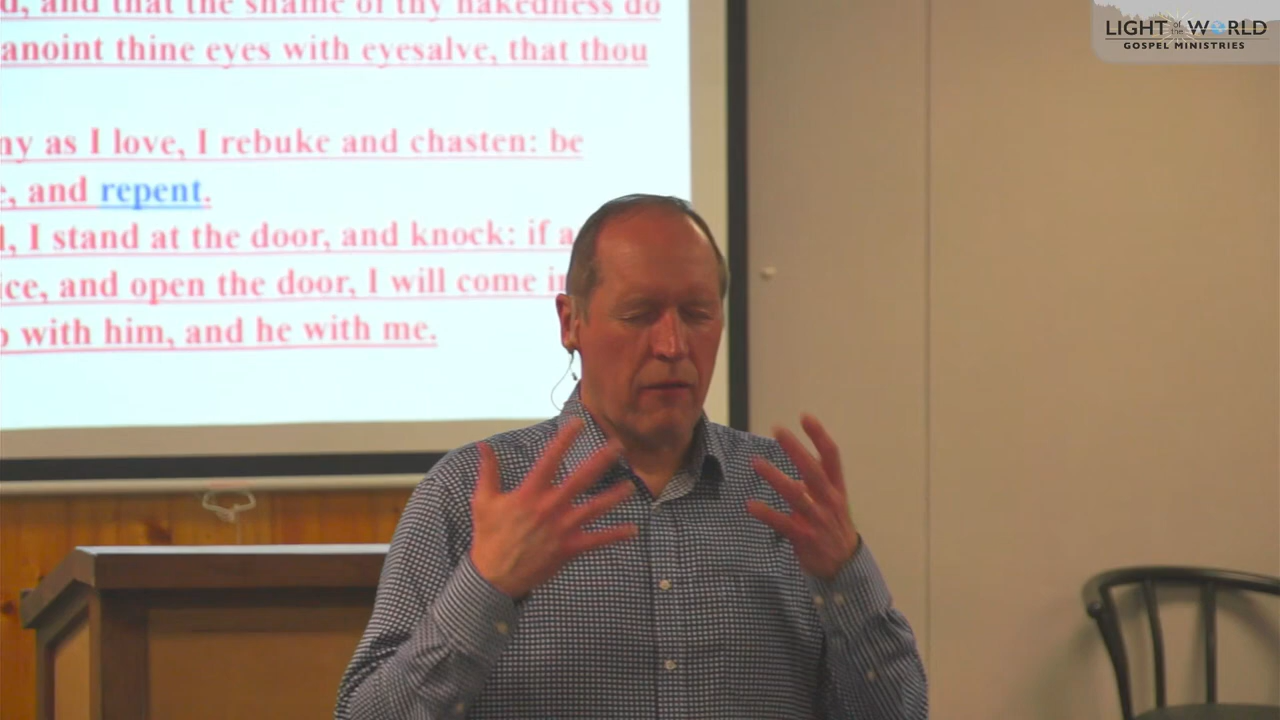 d, and that the shame of thy nakedness do
anoint thine eyes with eyesalve, that thou
ny as I love, I rebuke and chasten: be
e, and repent.
, I stand at the door, and knock: if a
ice, and open the door, I will come in
with him, and he with me.
LIGHT of the WORLD
GOSPEL MINISTRIES